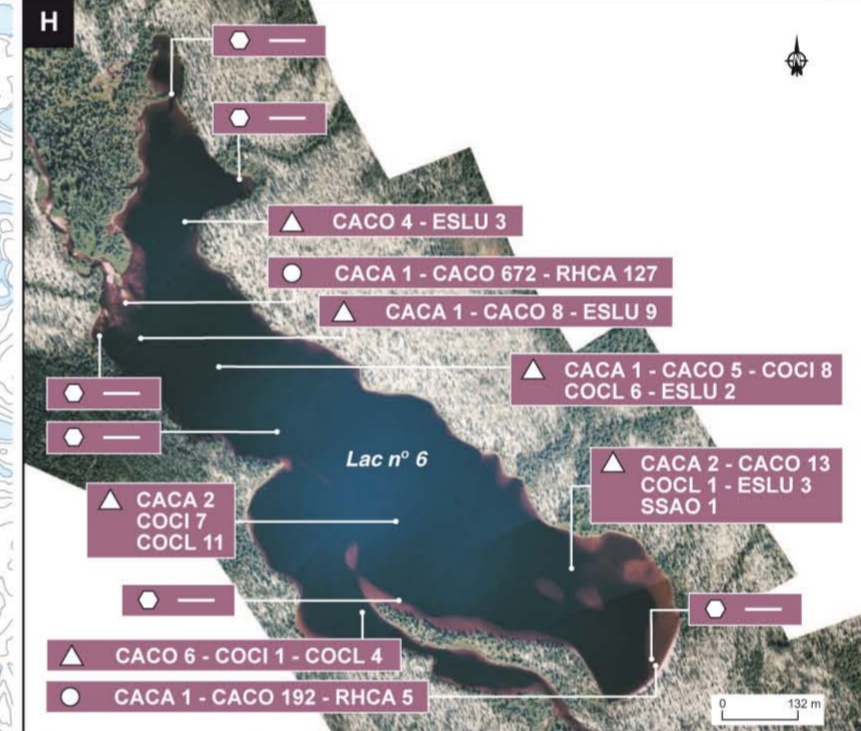 H
N
CACO 4 - ESLU 3
CACA 1 - CACO 672 - RHCA 127
CACA 1 - CACO 8 - ESLU 9
CACA 1 - CACO 5 - COCI 8
COCL 6 - ESLU 2
Lac nº 6
CACA 2 - CACO 13
COCL 1 - ESLU 3
SSAO 1
CACA 2
COCI 7
COCL 11
CACO 6 - COCI 1 - COCL 4
CACA 1 - CACO 192 - RHCA 5
0 132 m